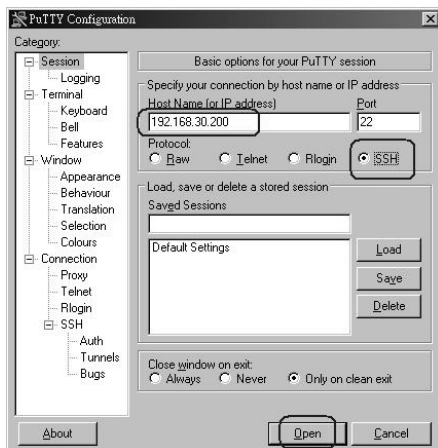 PuTTY Configuration
Category:
Session
Logging
Terminal
Keyboard
Bell
Features
Window
Appearance
Behaviour
Translation
Selection
Colours
Connection
Proxy
Telnet
Rlogin
SSH
Auth
Tunnels
Bugs
Basic options for your PuTTY session
Specify your connection by host name or IP address
Host Name (or IP address) Port
192.168.30.200 22
Protocol:
Raw Telnet Rlogin SSH
Load, save or delete a stored session
Saved Sessions
Default Settings
Load
Save
Delete
Close window on exit:
Always Never Only on clean exit
About Open Cancel